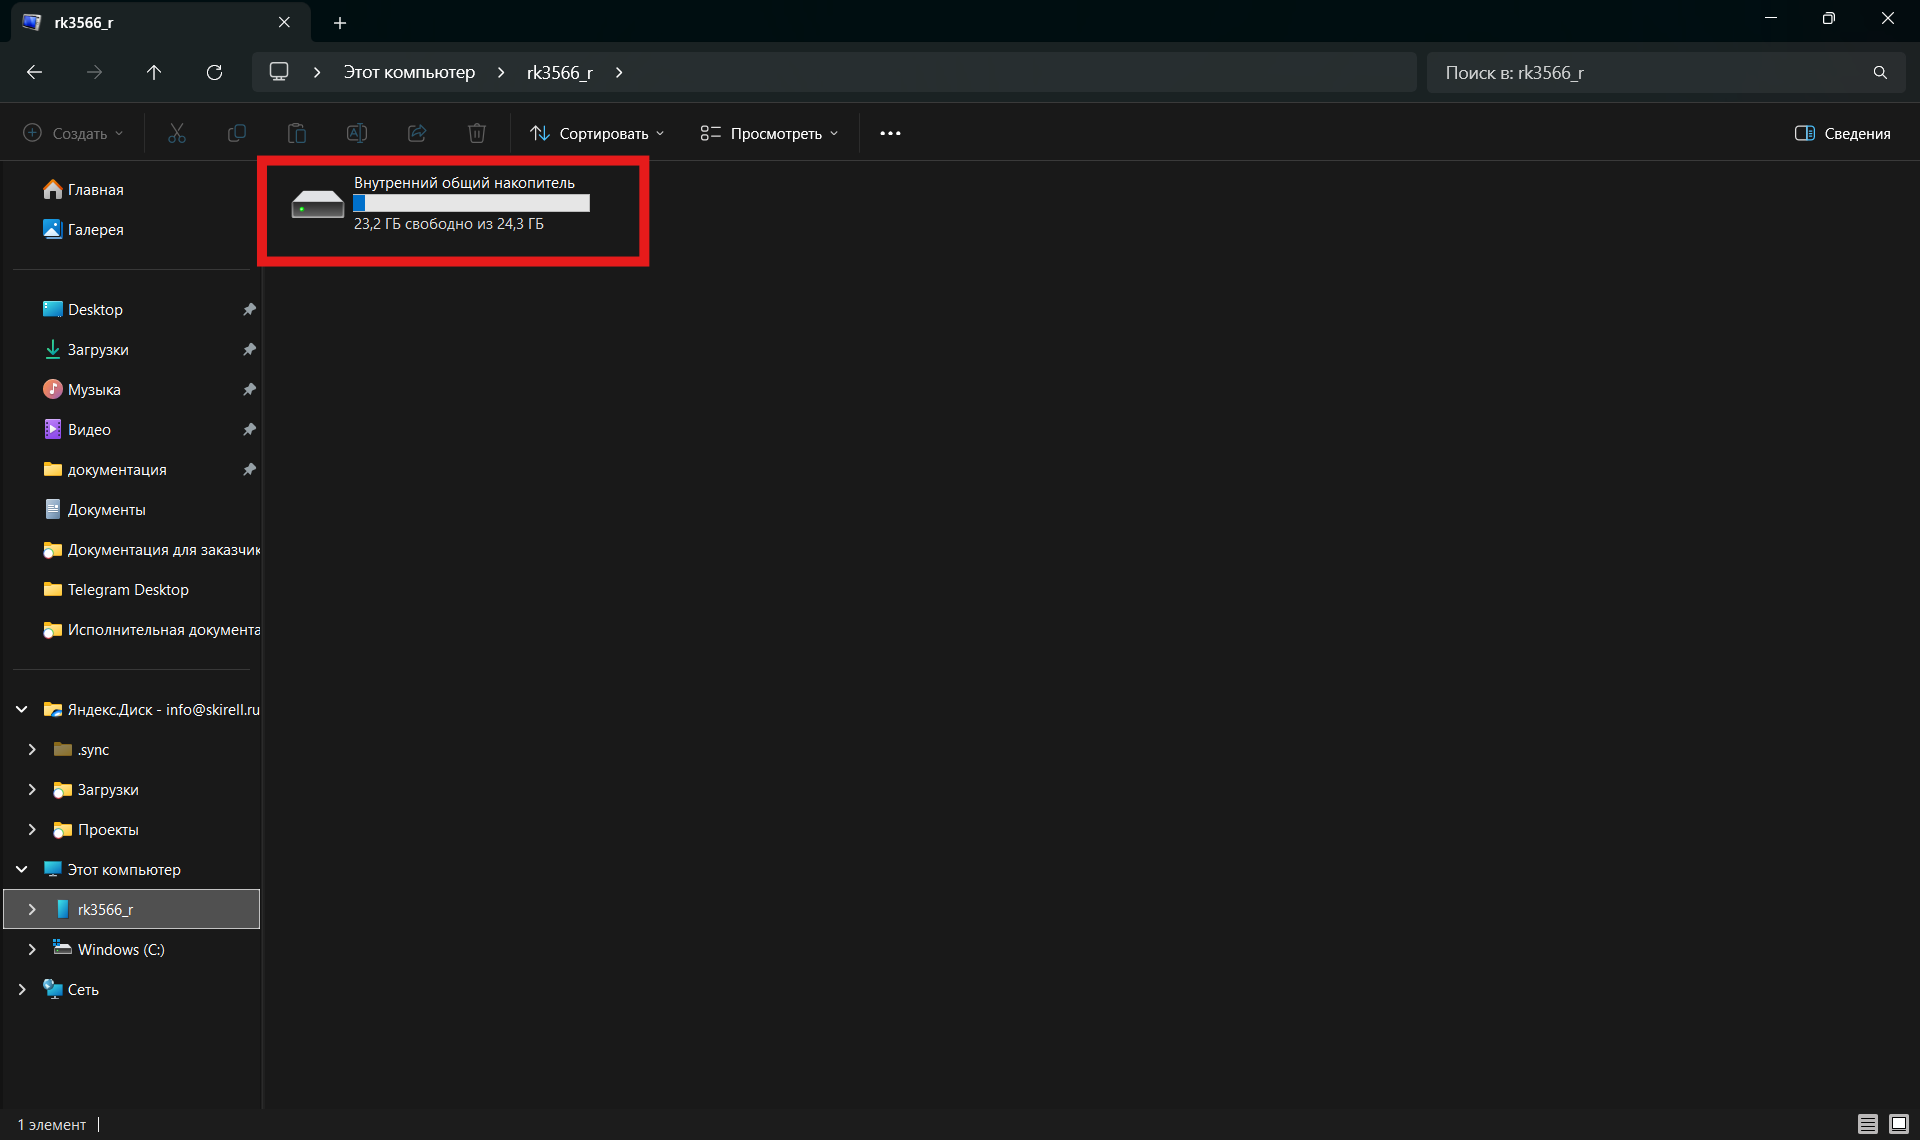 rk3566_r
Этот компьютер
rk3566_r
Поиск в: rk3566_r
Создать
Сортировать
Просмотреть
Сведения
Главная
Галерея
Внутренний общий накопитель
23,2 ГБ свободно из 24,3 ГБ
Desktop
Загрузки
Музыка
Видео
документация
Документы
Документация для заказчик
Telegram Desktop
Исполнительная документа
Яндекс.Диск - info@skirell.ru
.sync
Загрузки
Проекты
Этот компьютер
rk3566_r
Windows (C:)
Сеть
1 элемент